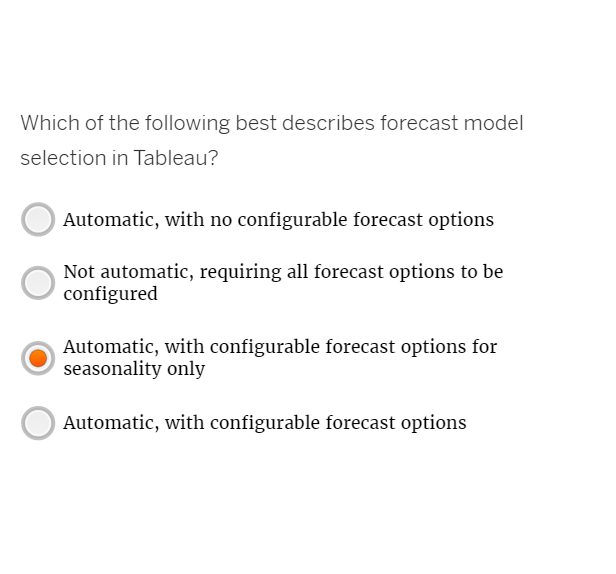 Which of the following best describes forecast model
selection in Tableau?
Automatic, with no configurable forecast options
Not automatic, requiring all forecast options to be
configured
Automatic, with configurable forecast options for
seasonality only
Automatic, with configurable forecast options